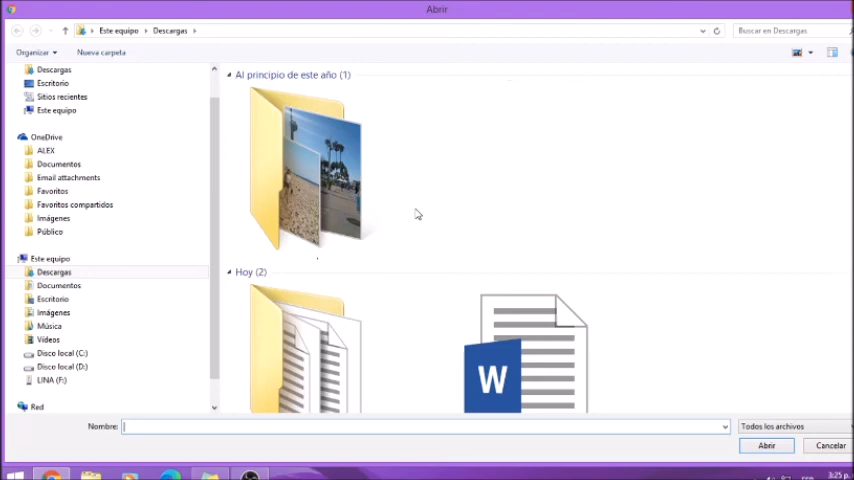 Abrir
Este equipo
Descargas
Buscar en Descargas
Organizar
Nueva carpeta
Descargas
Escritorio
Sitios recientes
Este equipo
OneDrive
ALEX
Documentos
Email attachments
Favoritos
Favoritos compartidos
Imágenes
Público
Este equipo
Descargas
Documentos
Escritorio
Imágenes
Música
Vídeos
Disco local (C:)
Disco local (D:)
LINA (F:)
Red
Al principio de este año (1)
Hoy (2)
W
Nombre:
Todos los archivos
Abrir
Cancelar
3:25 p.